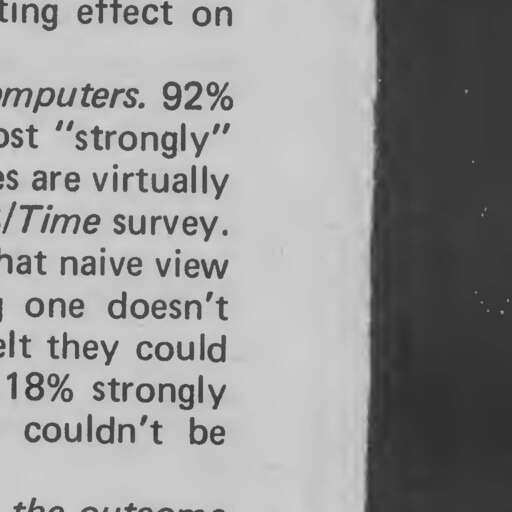 ting effect on
omputers. 92%
ost "strongly"
es are virtually
/Time survey.
hat naive view
g one doesn't
elt they could
18% strongly
couldn't be
the outcome